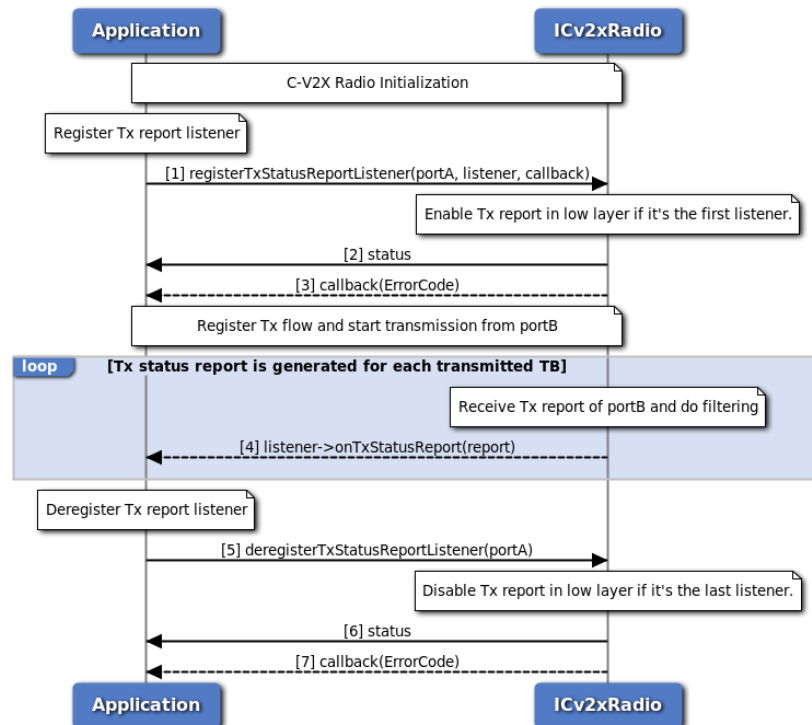 Application
ICv2xRadio
C-V2X Radio Initialization
Register Tx report listener
[1] registerTxStatusReportListener(portA, listener, callback)
Enable Tx report in low layer if it's the first listener.
[2] status
[3] callback(ErrorCode)
Register Tx flow and start transmission from portB
loop
[Tx status report is generated for each transmitted TB]
Receive Tx report of portB and do filtering
[4] listener->onTxStatusReport(report)
Deregister Tx report listener
[5] deregisterTxStatusReportListener(portA)
Disable Tx report in low layer if it's the last listener.
[6] status
[7] callback(ErrorCode)
Application
ICv2xRadio